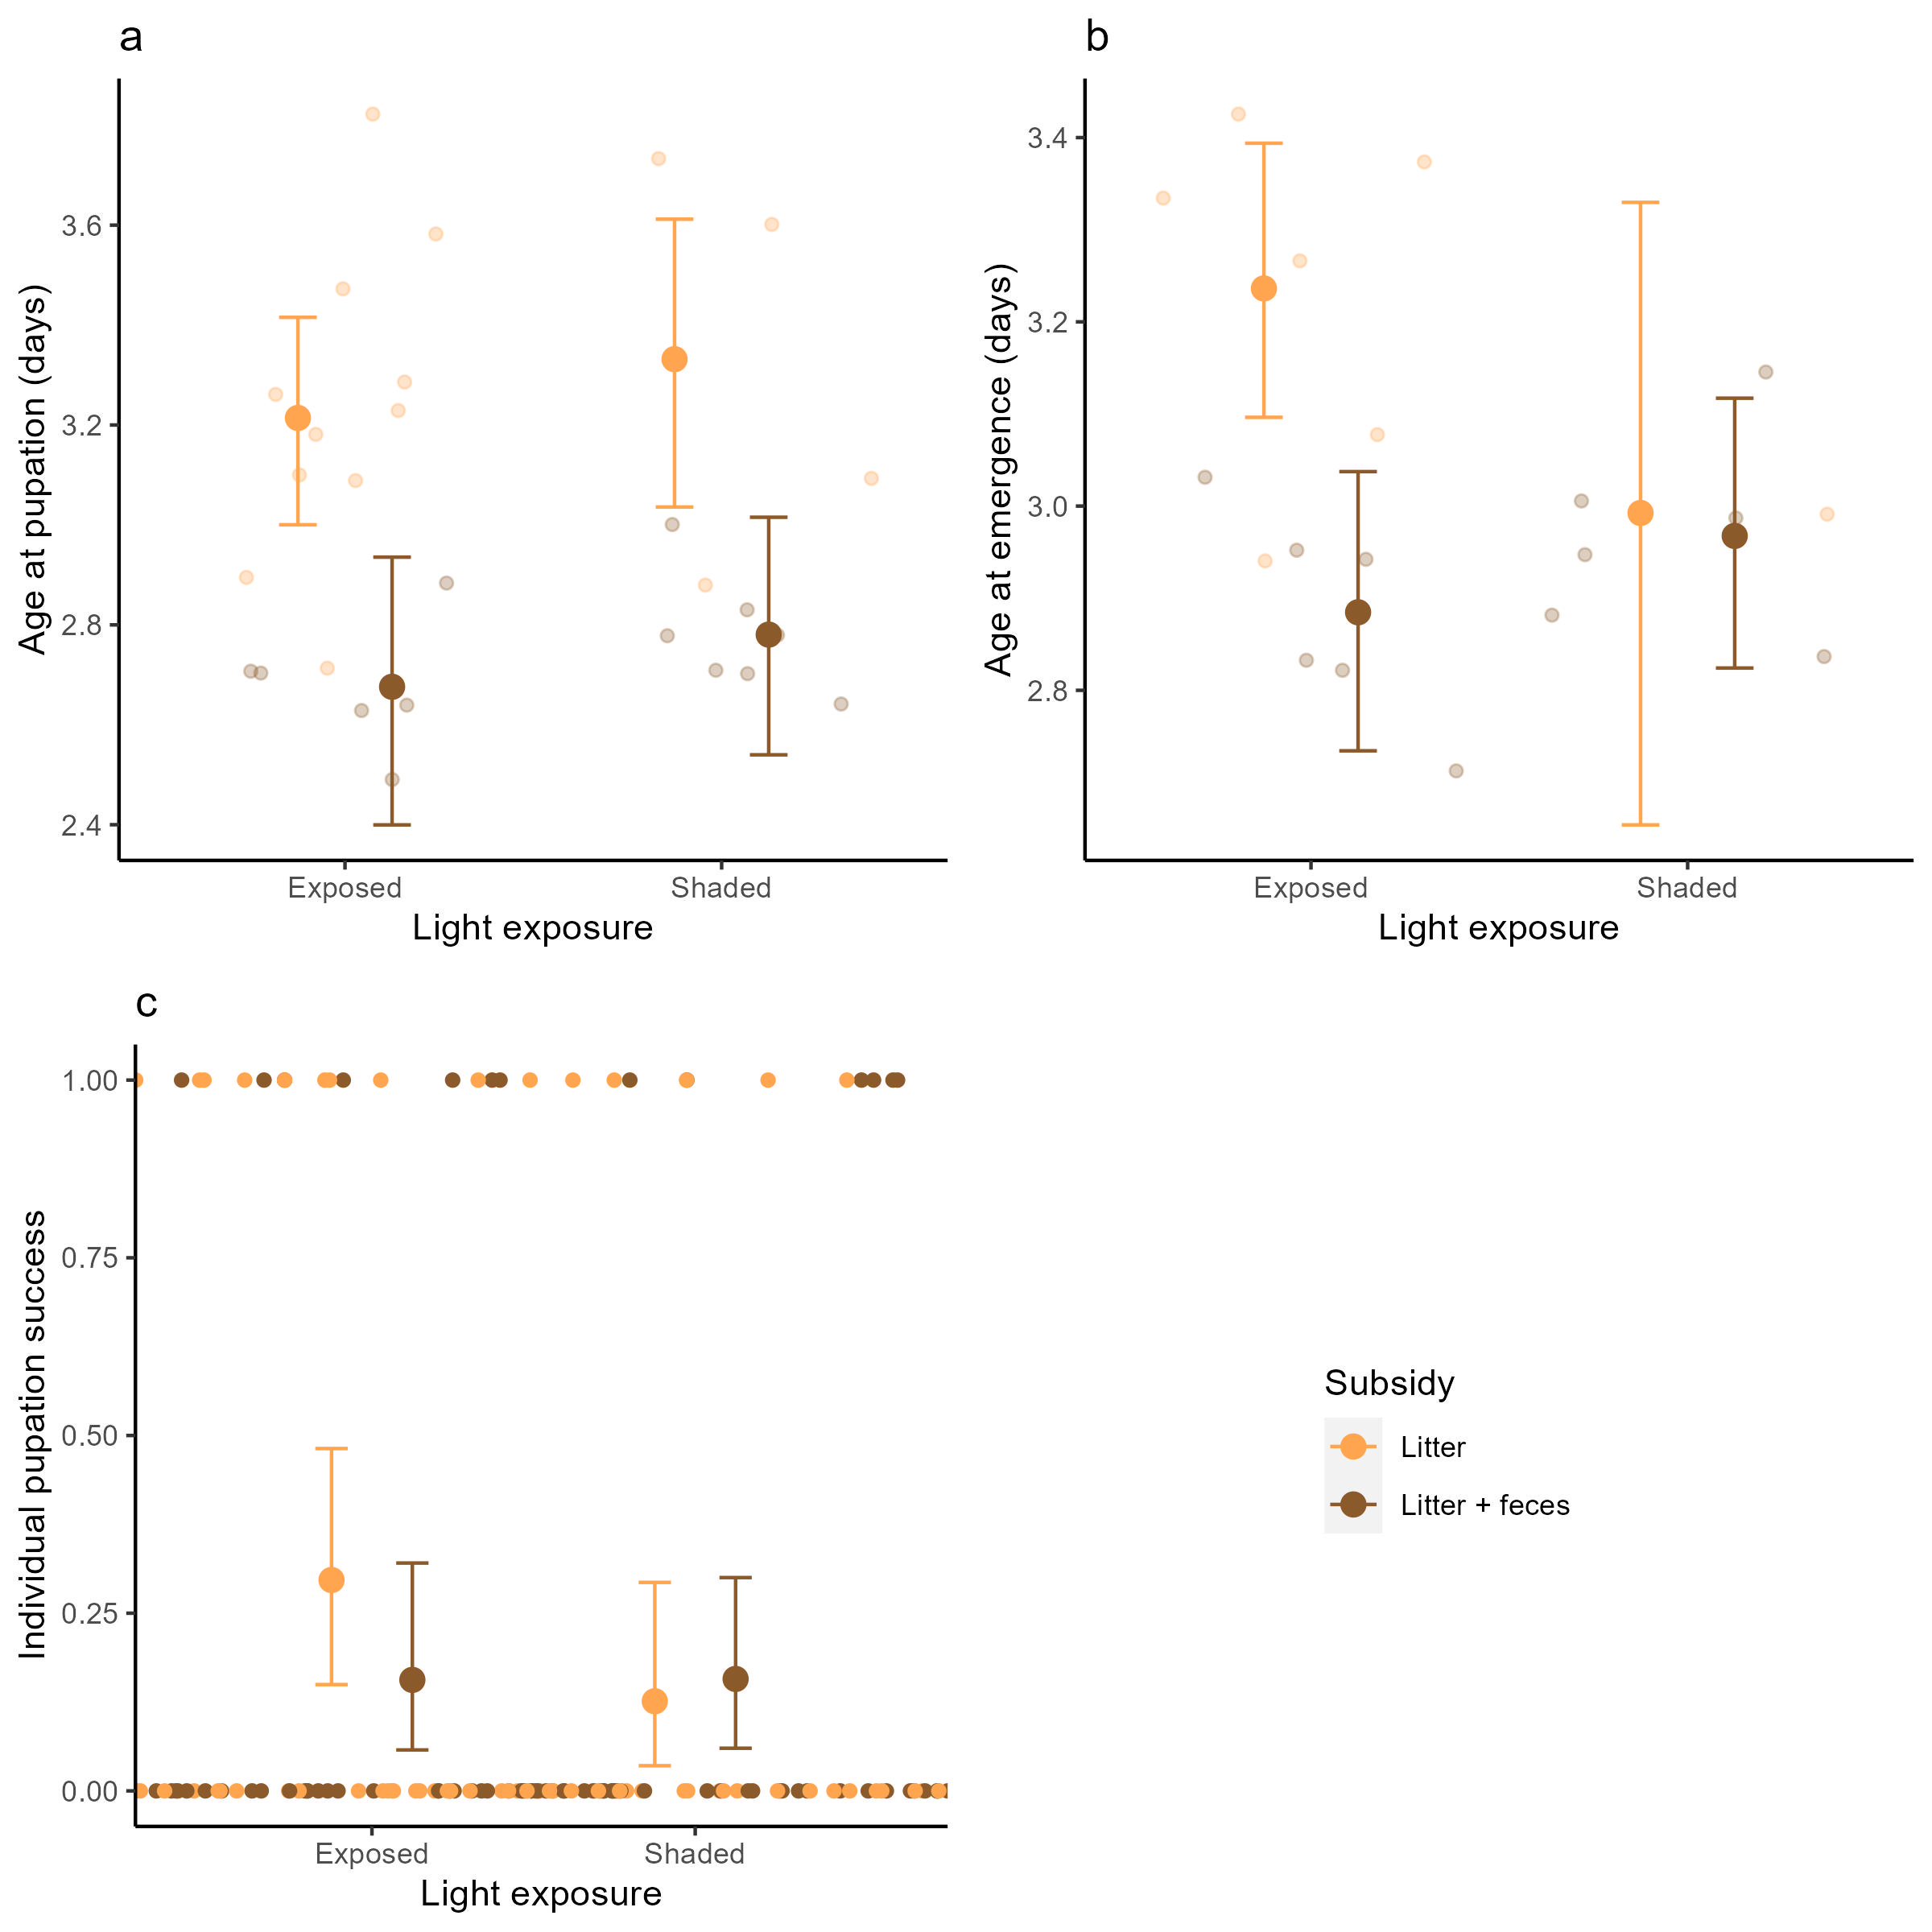 a
Age at pupation (days)
3.6
3.2
2.8
2.4
Exposed Shaded
Light exposure
b
Age at emergence (days)
3.4
3.2
3.0
2.8
Exposed Shaded
Light exposure
c
Individual pupation success
1.00
0.75
0.50
0.25
0.00
Exposed Shaded
Light exposure
Subsidy
Litter
Litter + feces